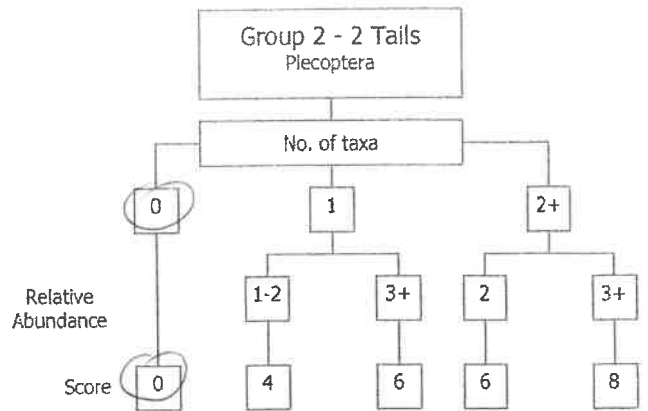 Group 2 - 2 Tails
Plecoptera
No. of taxa
0 1 2+
Relative
Abundance
1-2 3+ 2 3+
Score 0 4 6 6 8